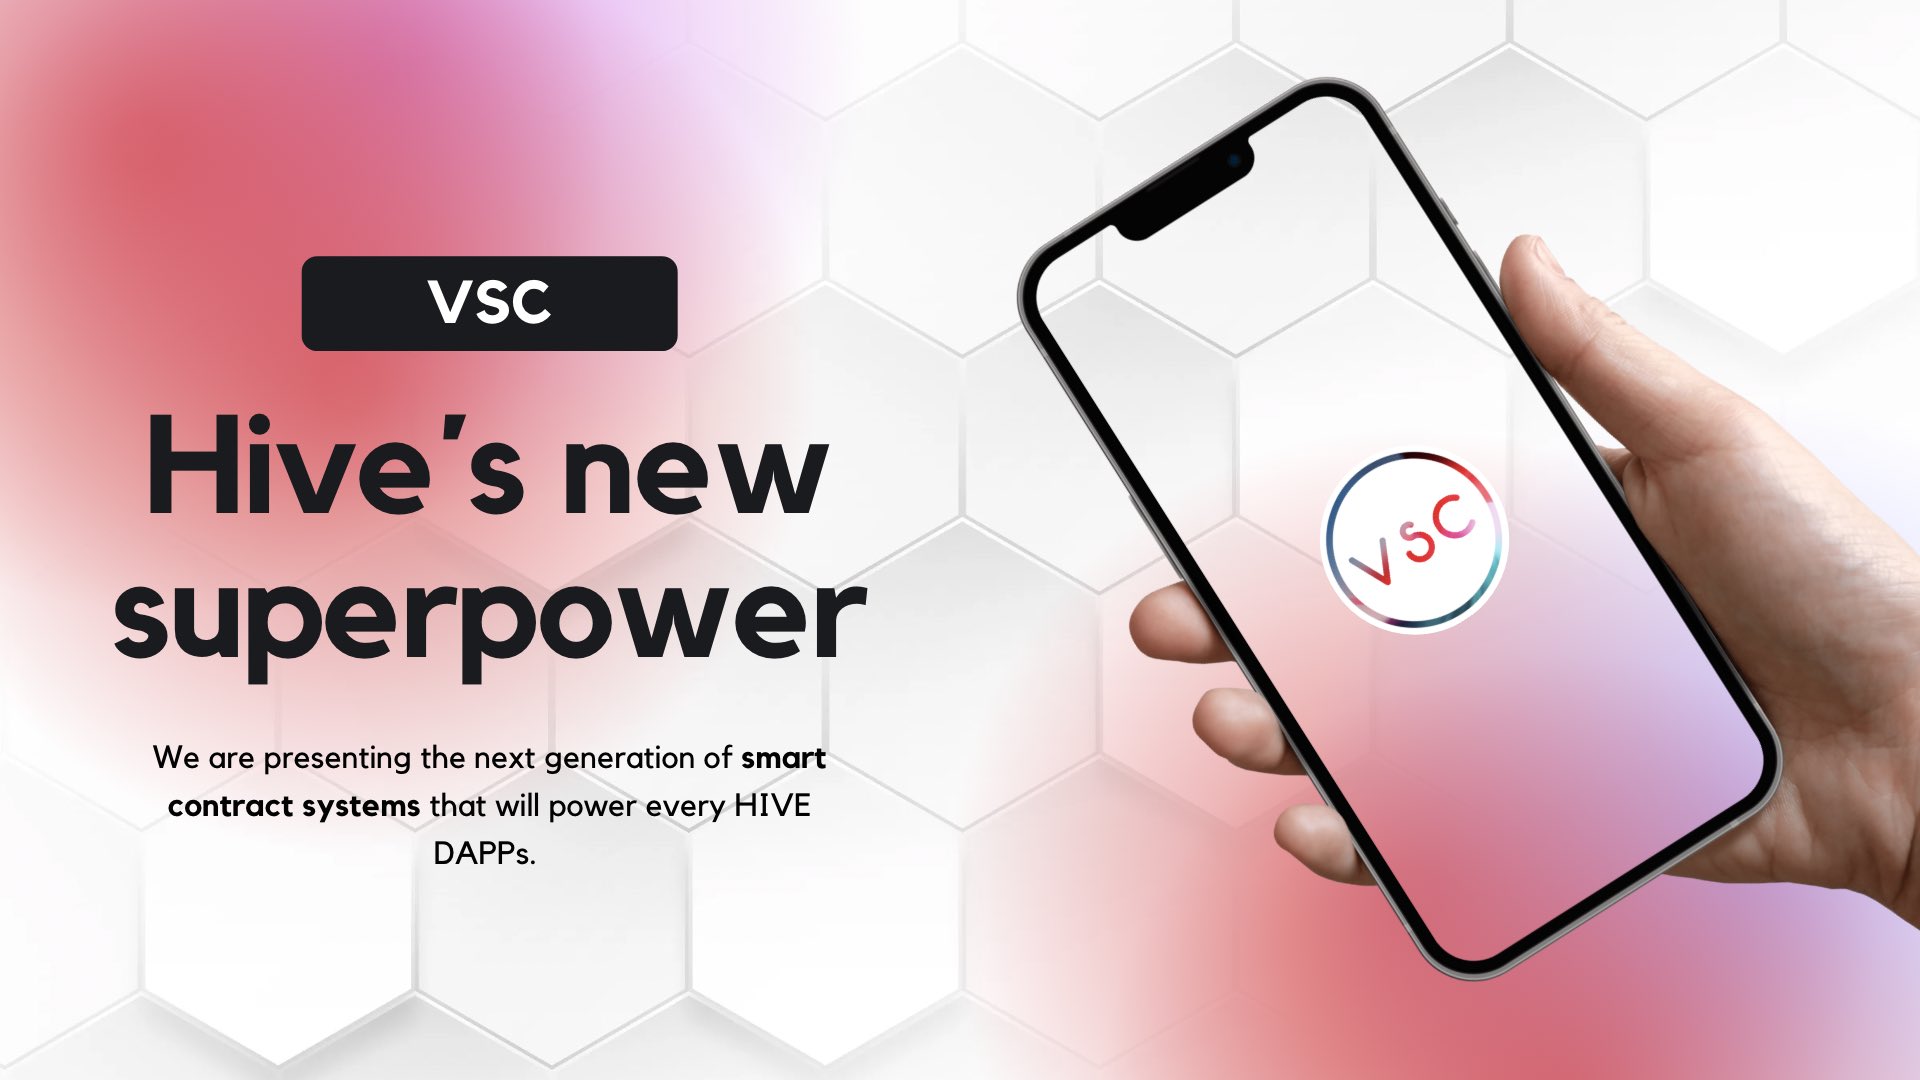 VSC
Hive's new
superpower
We are presenting the next generation of smart
contract systems that will power every HIVE
DAPPs.
VSC